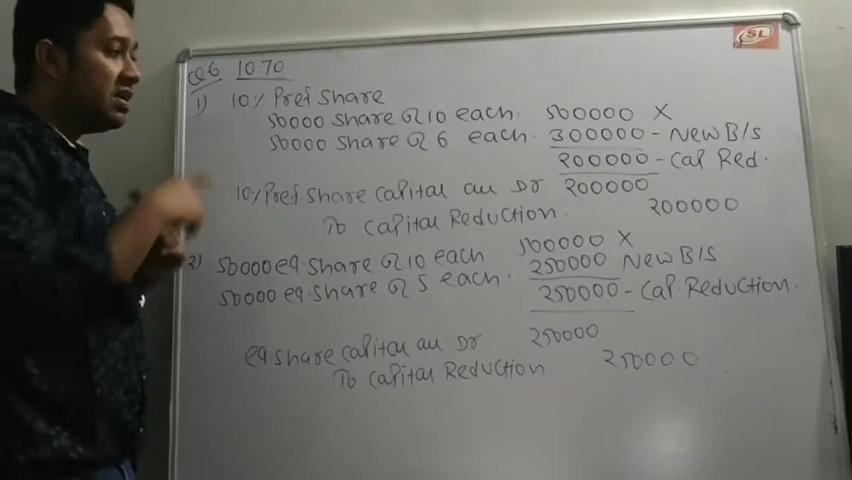 Q6 10.70
1) 10% Pref Share
50000 Share @ 10 each. 500000 X
50000 Share @ 6 each. 300000 - New B/S
200000 - Cap Red.
10% Pref. Share Capital au Dr 200000
To Capital Reduction. 200000
2) 50000 eq Share @ 10 each 500000 X
50000 eq. Share @ 5 each. 250000 New B/S
250000 - Cap. Reduction.
eq Share Capital au Dr 250000
To Capital Reduction 250000
SL